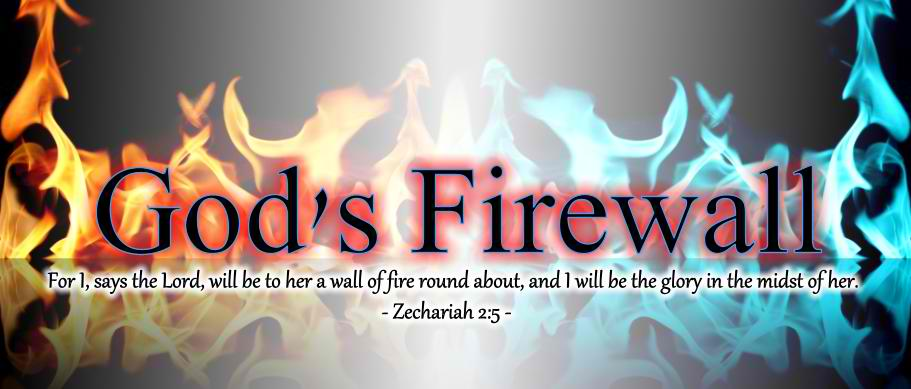 God's Firewall
For I, says the Lord, will be to her a wall of fire round about, and I will be the glory in the midst of her.
- Zechariah 2:5 -